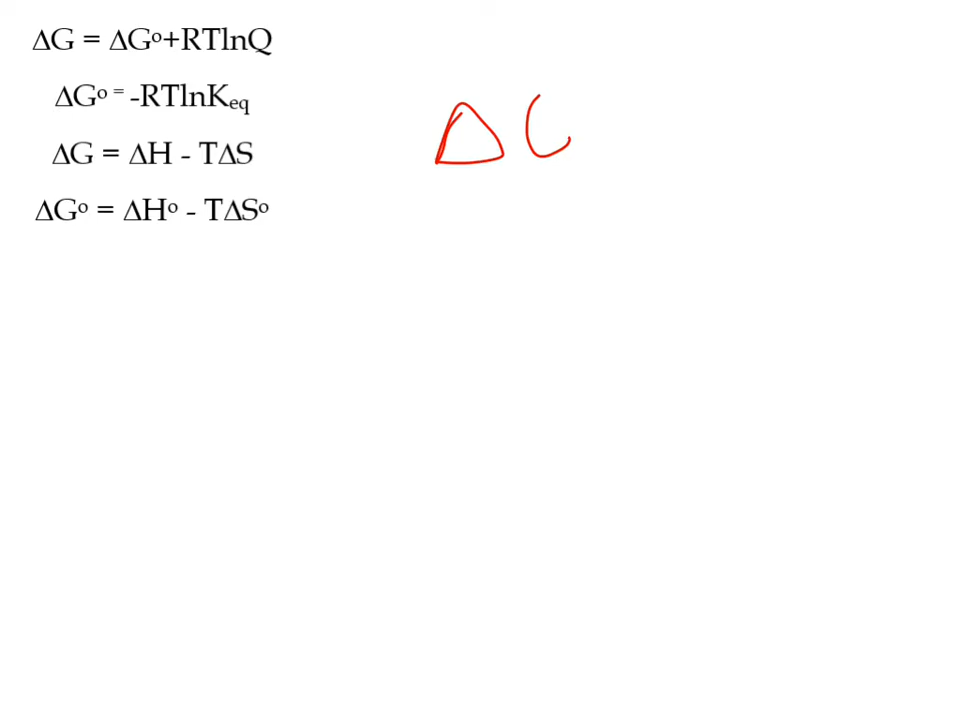 ΔG = ΔGº+RTlnQ
ΔGº = -RTlnKeq
ΔG = ΔH - TΔS
ΔGº = ΔHº - TΔSº
Δ C